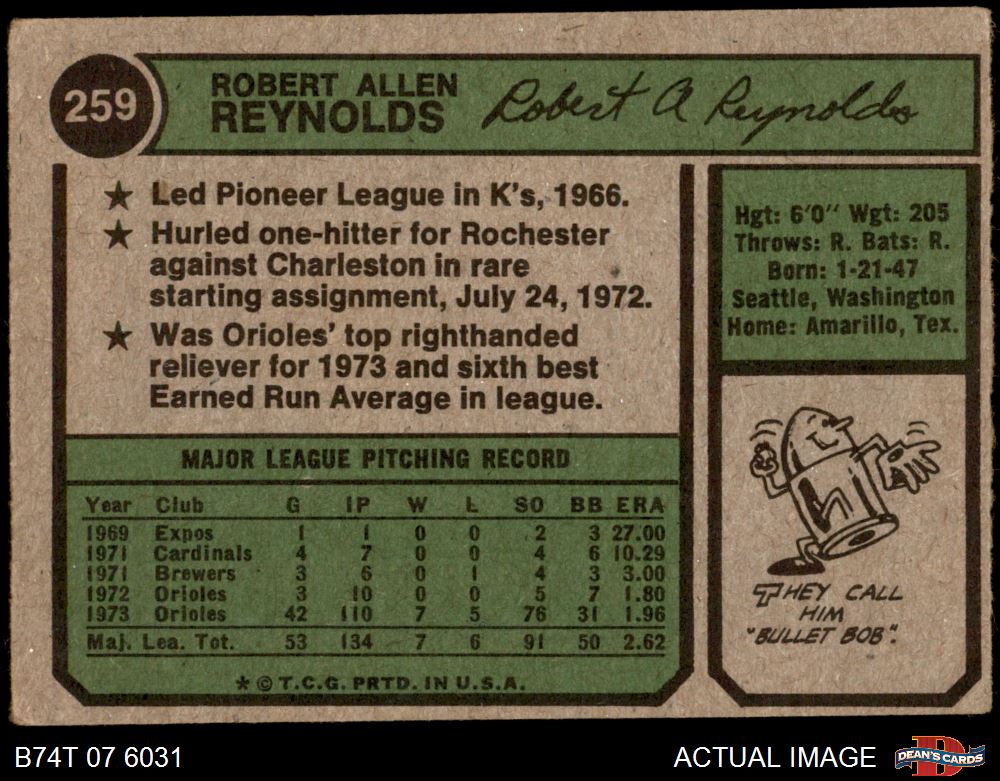 259
ROBERT ALLEN
REYNOLDS
Robert A Reynolds
★ Led Pioneer League in K's, 1966.
★ Hurled one-hitter for Rochester
against Charleston in rare
starting assignment, July 24, 1972.
★ Was Orioles' top righthanded
reliever for 1973 and sixth best
Earned Run Average in league.
Hgt: 6'0" Wgt: 205
Throws: R. Bats: R.
Born: 1-21-47
Seattle, Washington
Home: Amarillo, Tex.
MAJOR LEAGUE PITCHING RECORD
Year Club G IP W L SO BB ERA
1969 Expos 1 1 0 0 2 3 27.00
1971 Cardinals 4 7 0 0 4 6 10.29
1971 Brewers 3 6 0 1 4 3 3.00
1972 Orioles 3 10 0 0 5 7 1.80
1973 Orioles 42 110 7 5 76 31 1.96
Maj. Lea. Tot. 53 134 7 6 91 50 2.62
* © T.C.G. PRTD. IN U.S.A.
THEY CALL
HIM
"BULLET BOB".
B74T 07 6031
ACTUAL IMAGE
DEAN'S CARDS